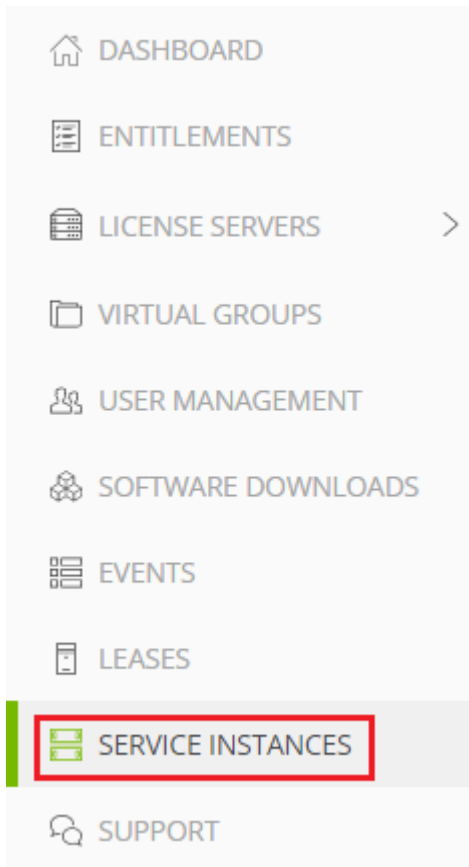 DASHBOARD
ENTITLEMENTS
LICENSE SERVERS
VIRTUAL GROUPS
USER MANAGEMENT
SOFTWARE DOWNLOADS
EVENTS
LEASES
SERVICE INSTANCES
SUPPORT